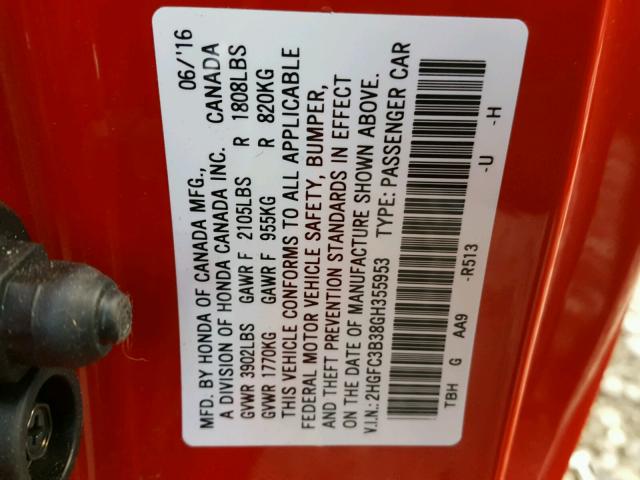 MFD. BY HONDA OF CANADA MFG., 06/'16
A DIVISION OF HONDA CANADA INC. CANADA
GVWR 3902LBS GAWR F 2105LBS R 1808LBS
GVWR 1770KG GAWR F 955KG R 820KG
THIS VEHICLE CONFORMS TO ALL APPLICABLE
FEDERAL MOTOR VEHICLE SAFETY, BUMPER,
AND THEFT PREVENTION STANDARDS IN EFFECT
ON THE DATE OF MANUFACTURE SHOWN ABOVE.
V.I.N.: 2HGFC3B38GH355953 TYPE: PASSENGER CAR
TBH G AA9
-R513
-U -H